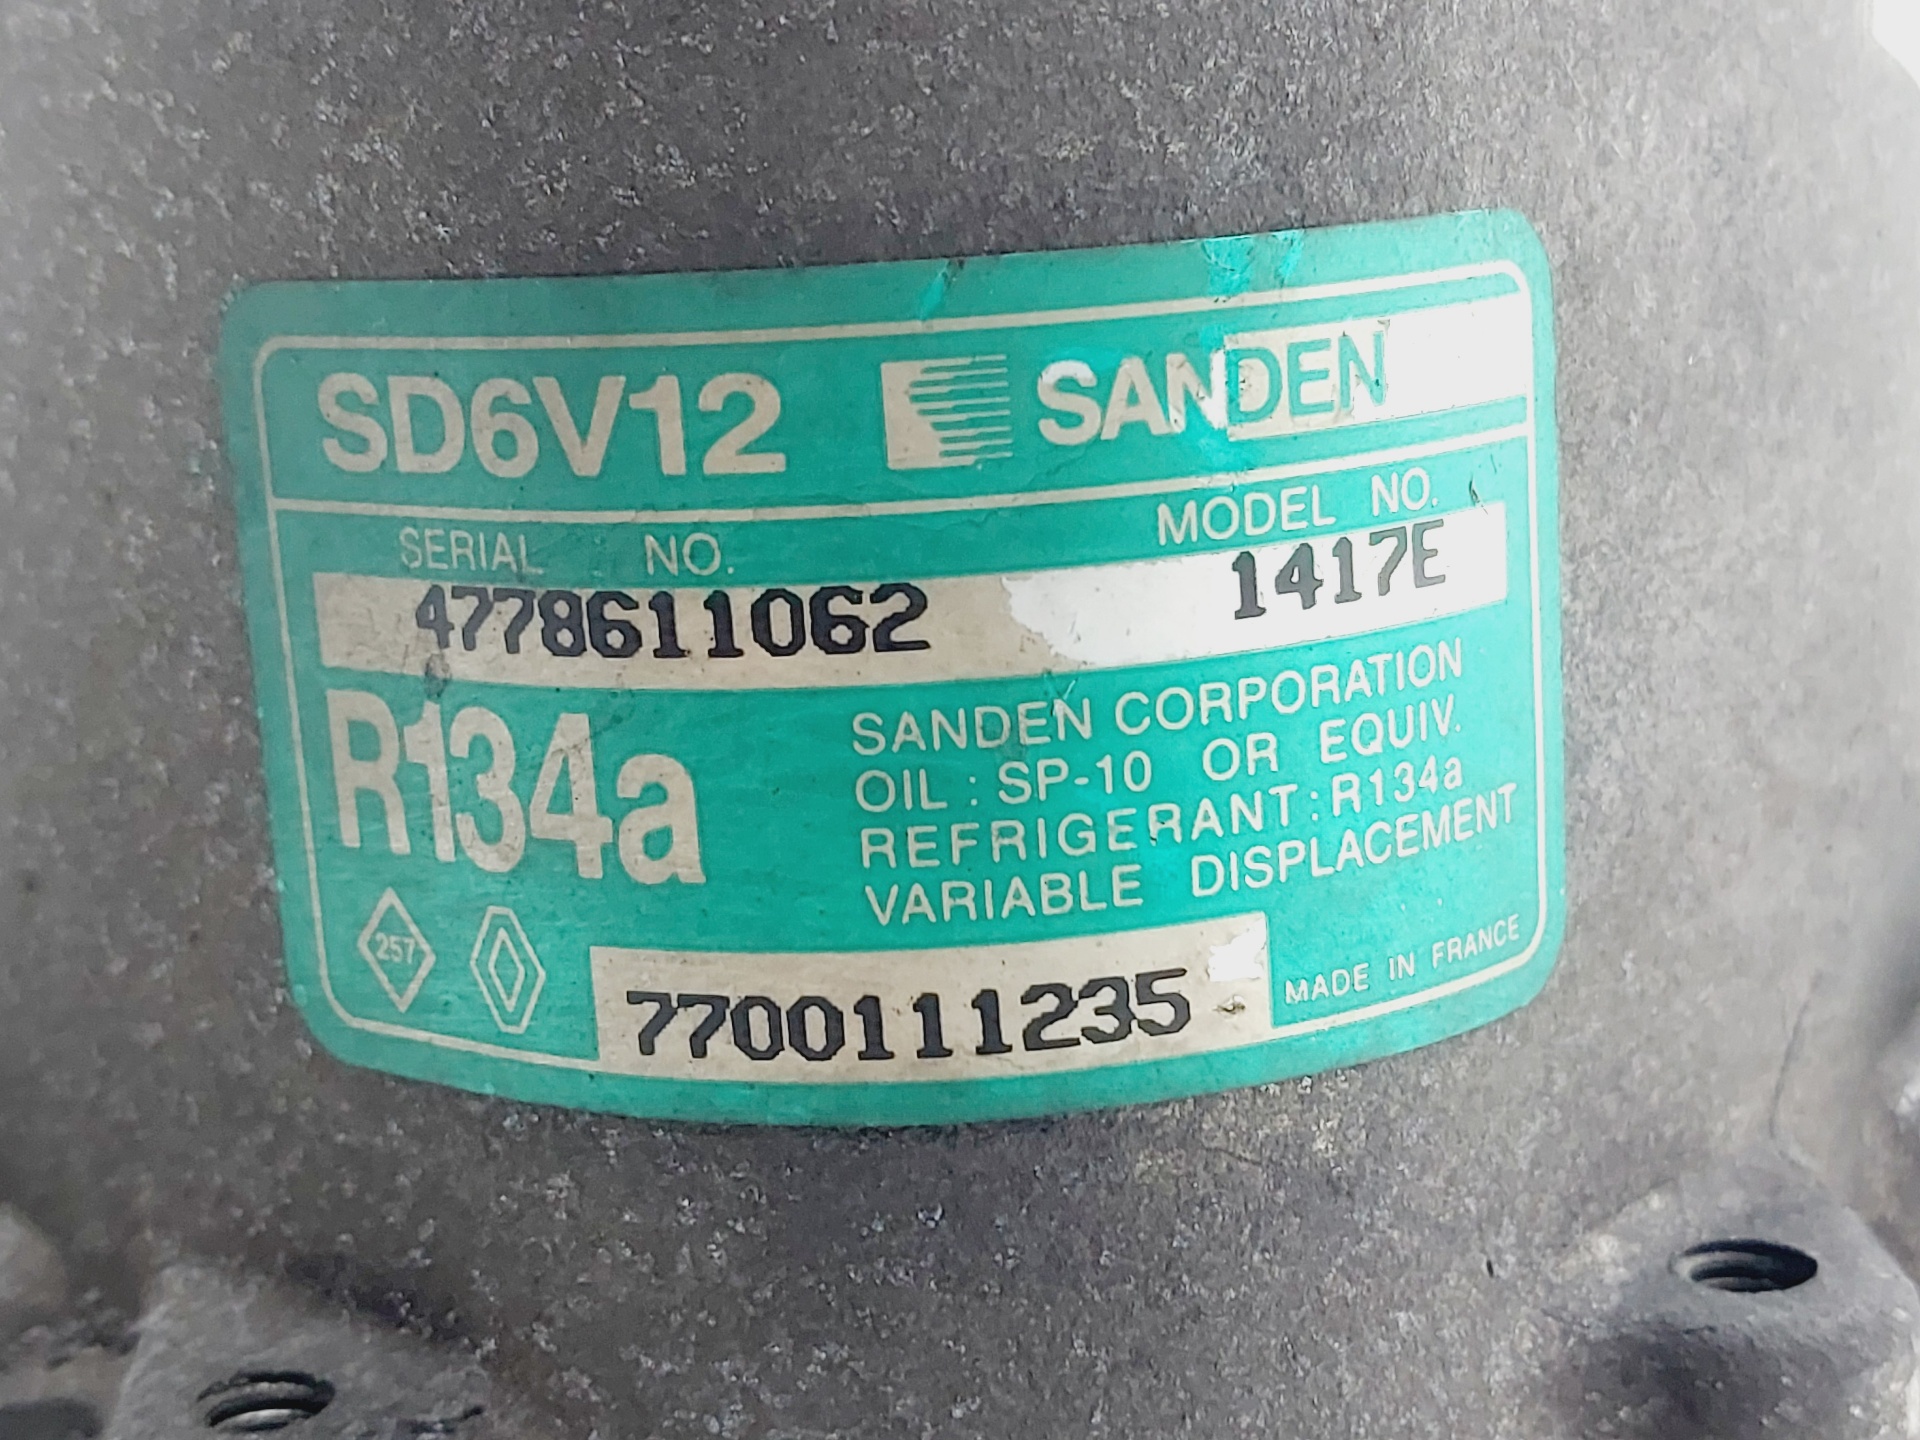 SD6V12 SANDEN
SERIAL NO. MODEL NO.
4778611062 1417E
R134a
SANDEN CORPORATION
OIL : SP-10 OR EQUIV.
REFRIGERANT : R134a
VARIABLE DISPLACEMENT
257
7700111235
MADE IN FRANCE